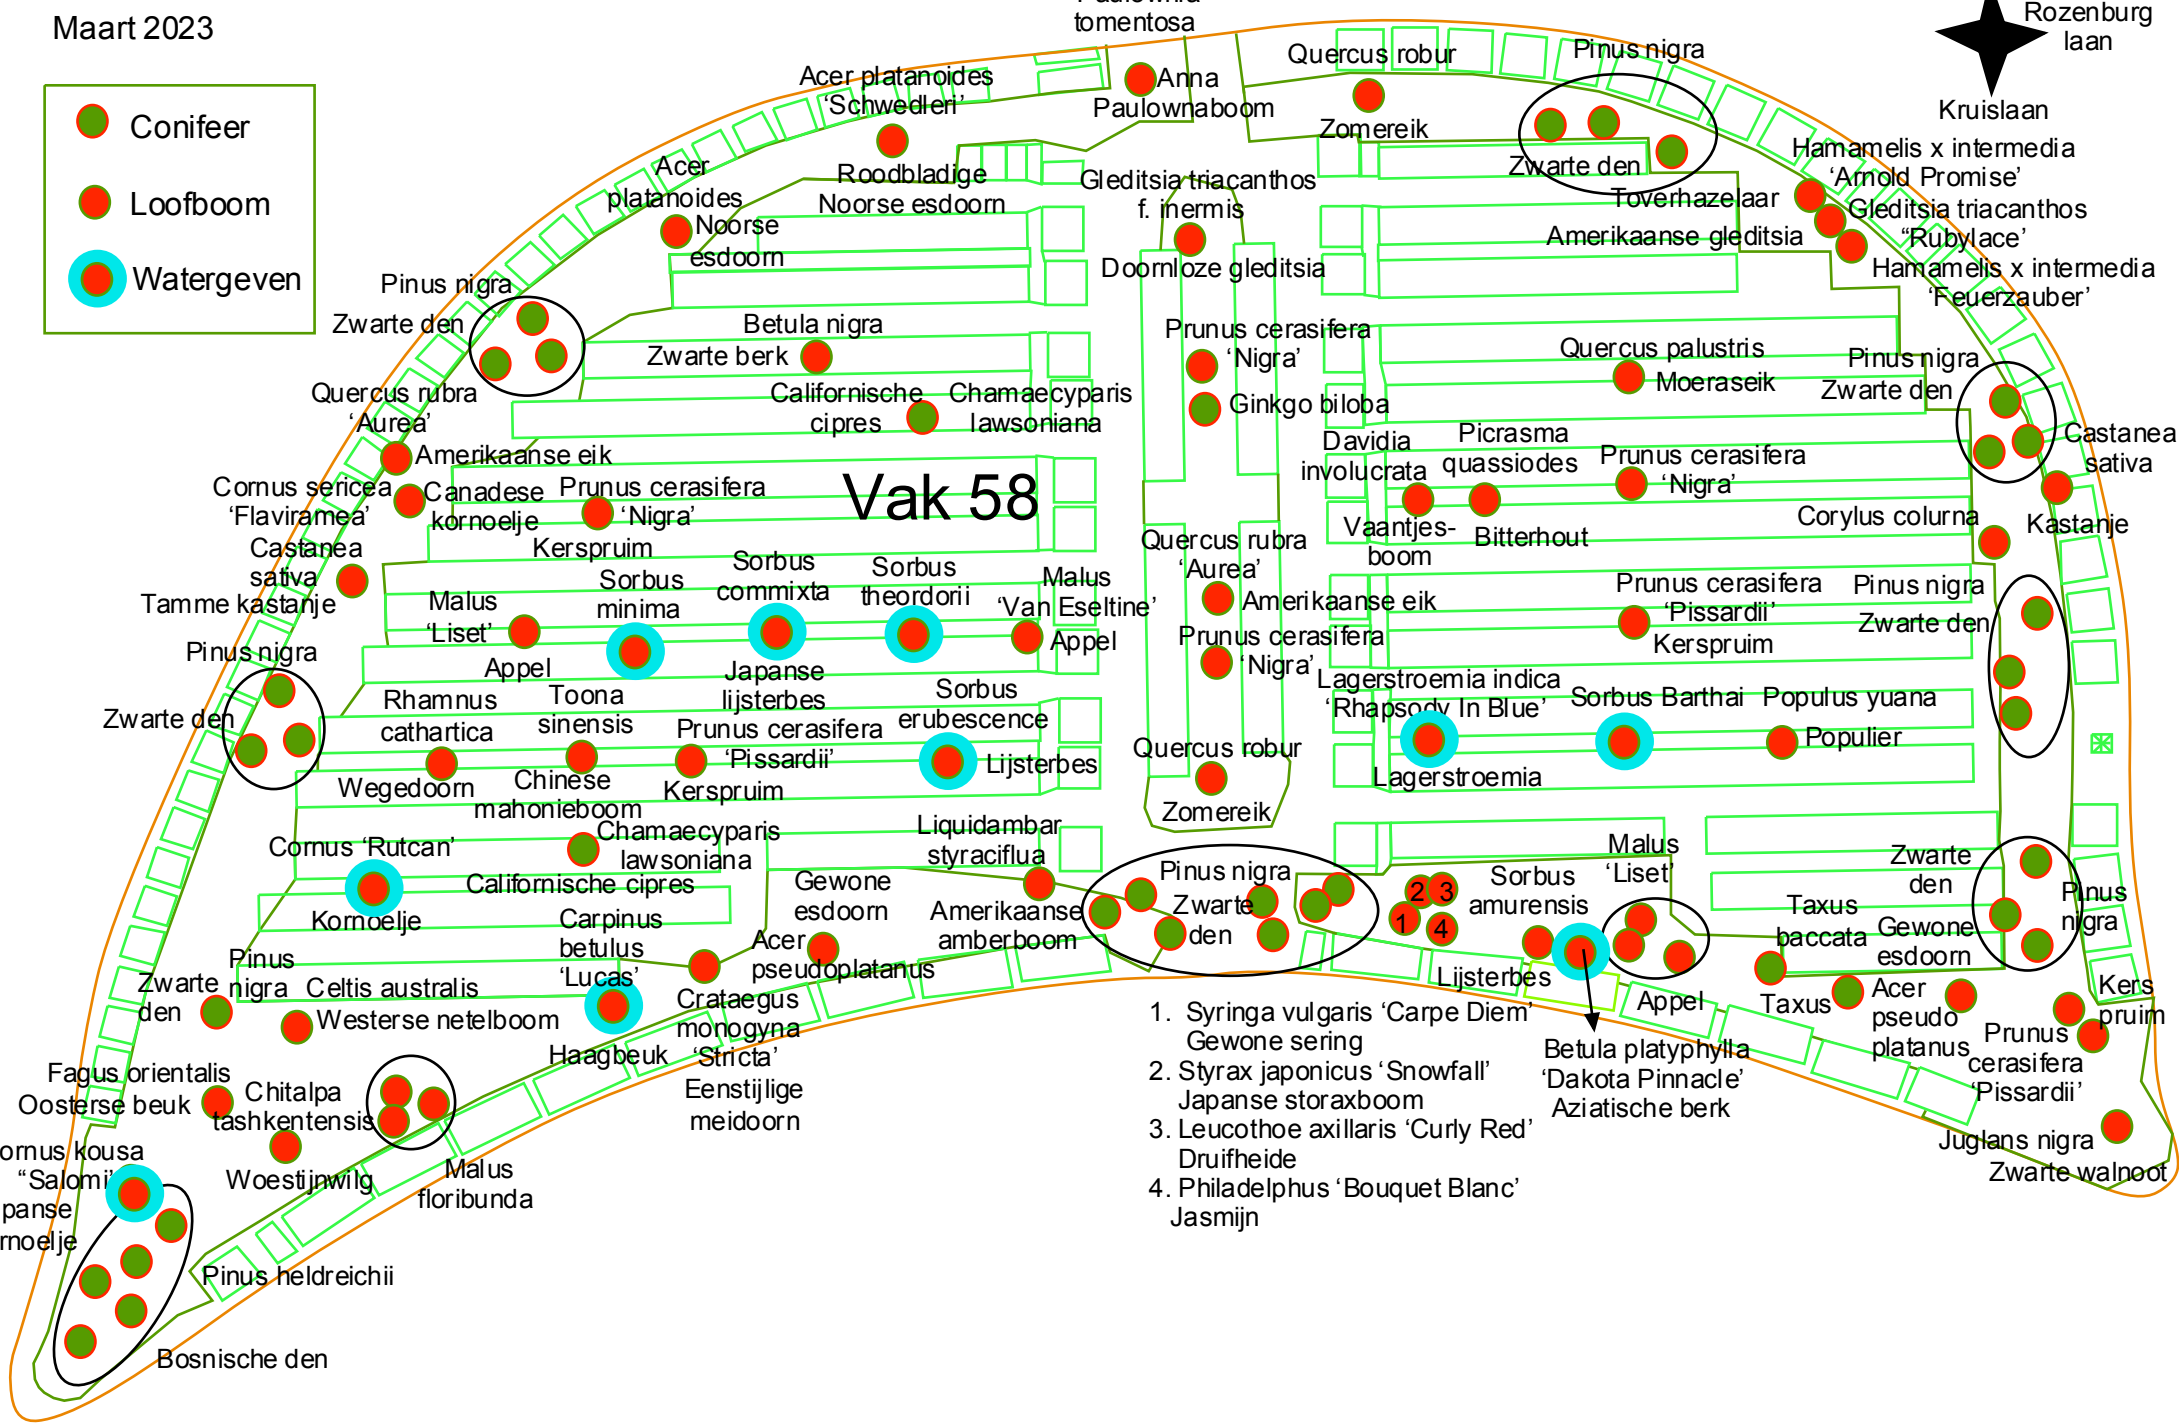 Maart 2023
Conifeer
Loofboom
Watergeven
tomentosa
Anna
Paulownaboom
Rozenburg
laan
Kruislaan
Acer platanoides
‘Schwedleri’
Roodbladige
Noorse esdoorn
Acer
platanoides
Noorse
esdoorn
Quercus robur
Zomereik
Pinus nigra
Zwarte den
Hamamelis x intermedia
‘Arnold Promise’
Toverhazelaar
Gleditsia triacanthos
“Rubylace’
Amerikaanse gleditsia
Hamamelis x intermedia
‘Feuerzauber’
Gleditsia triacanthos
f. inermis
Doornloze gleditsia
Pinus nigra
Zwarte den
Betula nigra
Zwarte berk
Californische
cipres
Chamaecyparis
lawsoniana
Prunus cerasifera
‘Nigra’
Ginkgo biloba
Quercus palustris
Moeraseik
Pinus nigra
Zwarte den
Quercus rubra
‘Aurea’
Amerikaanse eik
Cornus sericea
‘Flaviramea’
Canadese
kornoelje
Prunus cerasifera
‘Nigra’
Kerspruim
Vak 58
Davidia
involucrata
Vaantjes-
boom
Picrasma
quassiodes
Bitterhout
Prunus cerasifera
‘Nigra’
Castanea
sativa
Kastanje
Corylus colurna
Castanea
sativa
Tamme kastanje
Malus
‘Liset’
Appel
Sorbus
minima
Sorbus
commixta
Japanse
lijsterbes
Sorbus
theordorii
Malus
‘Van Eseltine’
Appel
Quercus rubra
‘Aurea’
Amerikaanse eik
Prunus cerasifera
‘Nigra’
Prunus cerasifera
‘Pissardii’
Kerspruim
Pinus nigra
Zwarte den
Pinus nigra
Zwarte den
Rhamnus
cathartica
Wegedoorn
Toona
sinensis
Chinese
mahonieboom
Prunus cerasifera
‘Pissardii’
Kerspruim
Sorbus
erubescence
Lijsterbes
Quercus robur
Zomereik
Lagerstroemia indica
‘Rhapsody In Blue’
Lagerstroemia
Sorbus Barthai
Populus yuana
Populier
Cornus ‘Rutcan’
Kornoelje
Chamaecyparis
lawsoniana
Californische cipres
Liquidambar
styraciflua
Amerikaanse
amberboom
Gewone
esdoorn
Acer
pseudoplatanus
Pinus nigra
Zwarte
den
2
3
1
4
Sorbus
amurensis
Lijsterbes
Malus
‘Liset’
Appel
Taxus
baccata
Taxus
Zwarte
den
Pinus
nigra
Gewone
esdoorn
Acer
pseudo
platanus
Kers
pruim
Prunus
cerasifera
‘Pissardii’
Juglans nigra
Zwarte walnoot
Carpinus
betulus
‘Lucas’
Haagbeuk
Crataegus
monogyna
‘Stricta’
Eenstijlige
meidoorn
Pinus
nigra
Zwarte
den
Celtis australis
Westerse netelboom
Fagus orientalis
Oosterse beuk
Chitalpa
tashkentensis
Woestijnwilg
Malus
floribunda
ornus kousa
“Salomi’
panse
rnoelje
Pinus heldreichii
Bosnische den
1. Syringa vulgaris ‘Carpe Diem’
Gewone sering
2. Styrax japonicus ‘Snowfall’
Japanse storaxboom
3. Leucothoe axillaris ‘Curly Red’
Druifheide
4. Philadelphus ‘Bouquet Blanc’
Jasmijn
Betula platyphylla
‘Dakota Pinnacle’
Aziatische berk